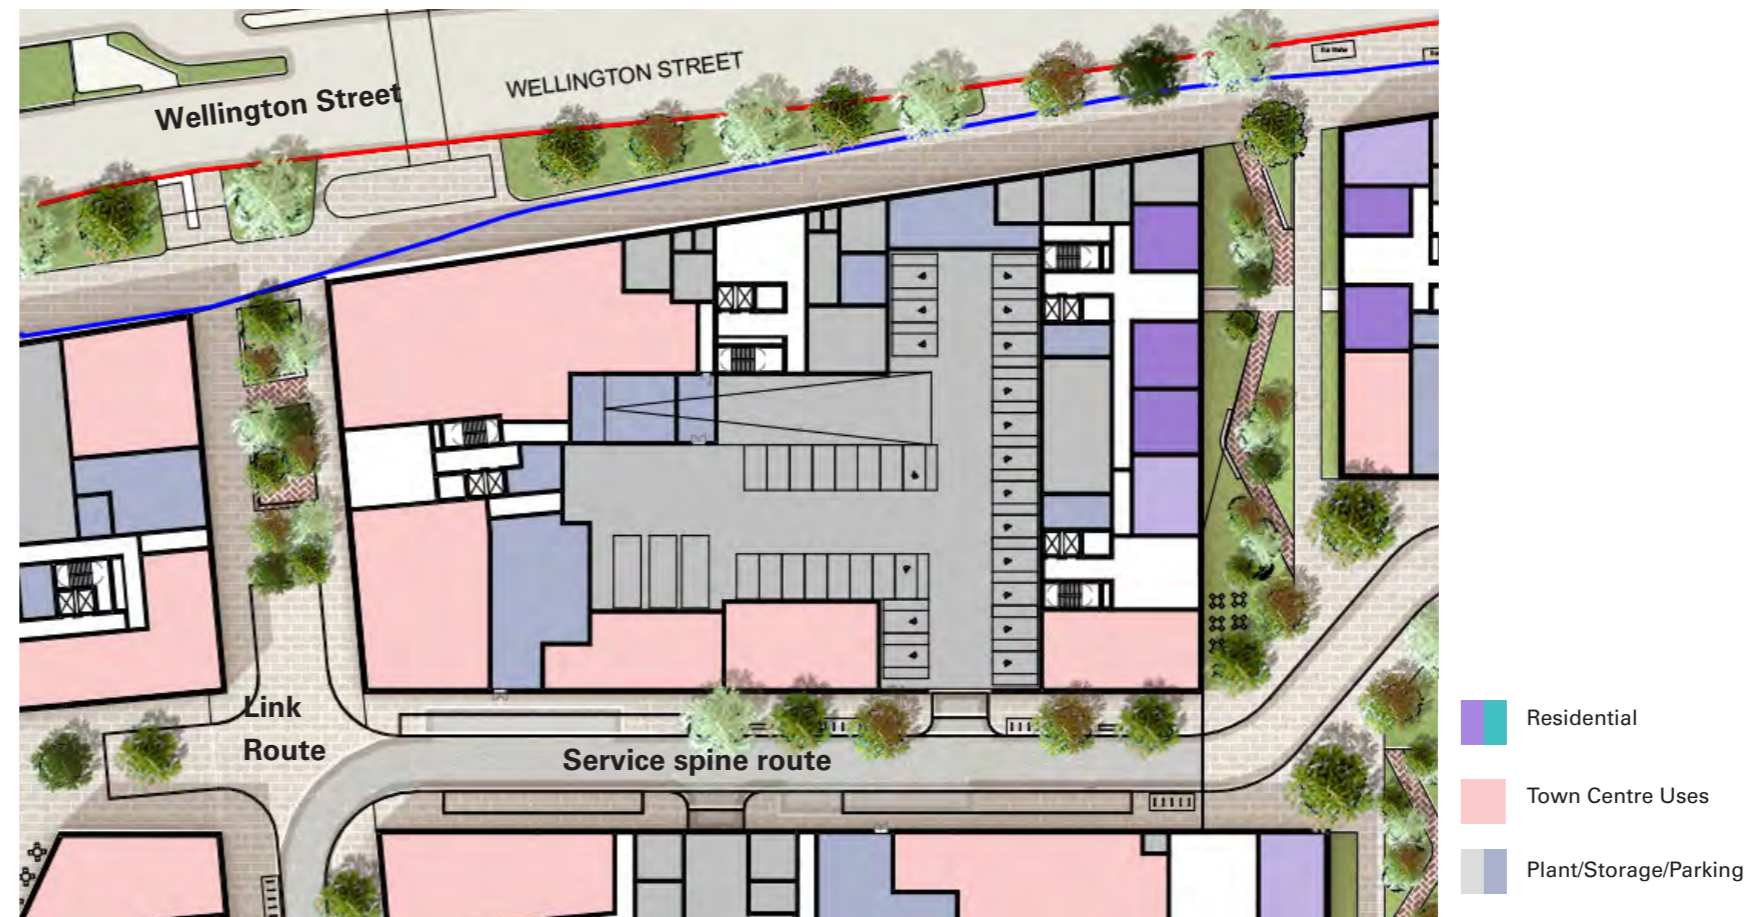 WELLINGTON STREET
Wellington Street
Link
Route
Service spine route
Residential
Town Centre Uses
Plant/Storage/Parking